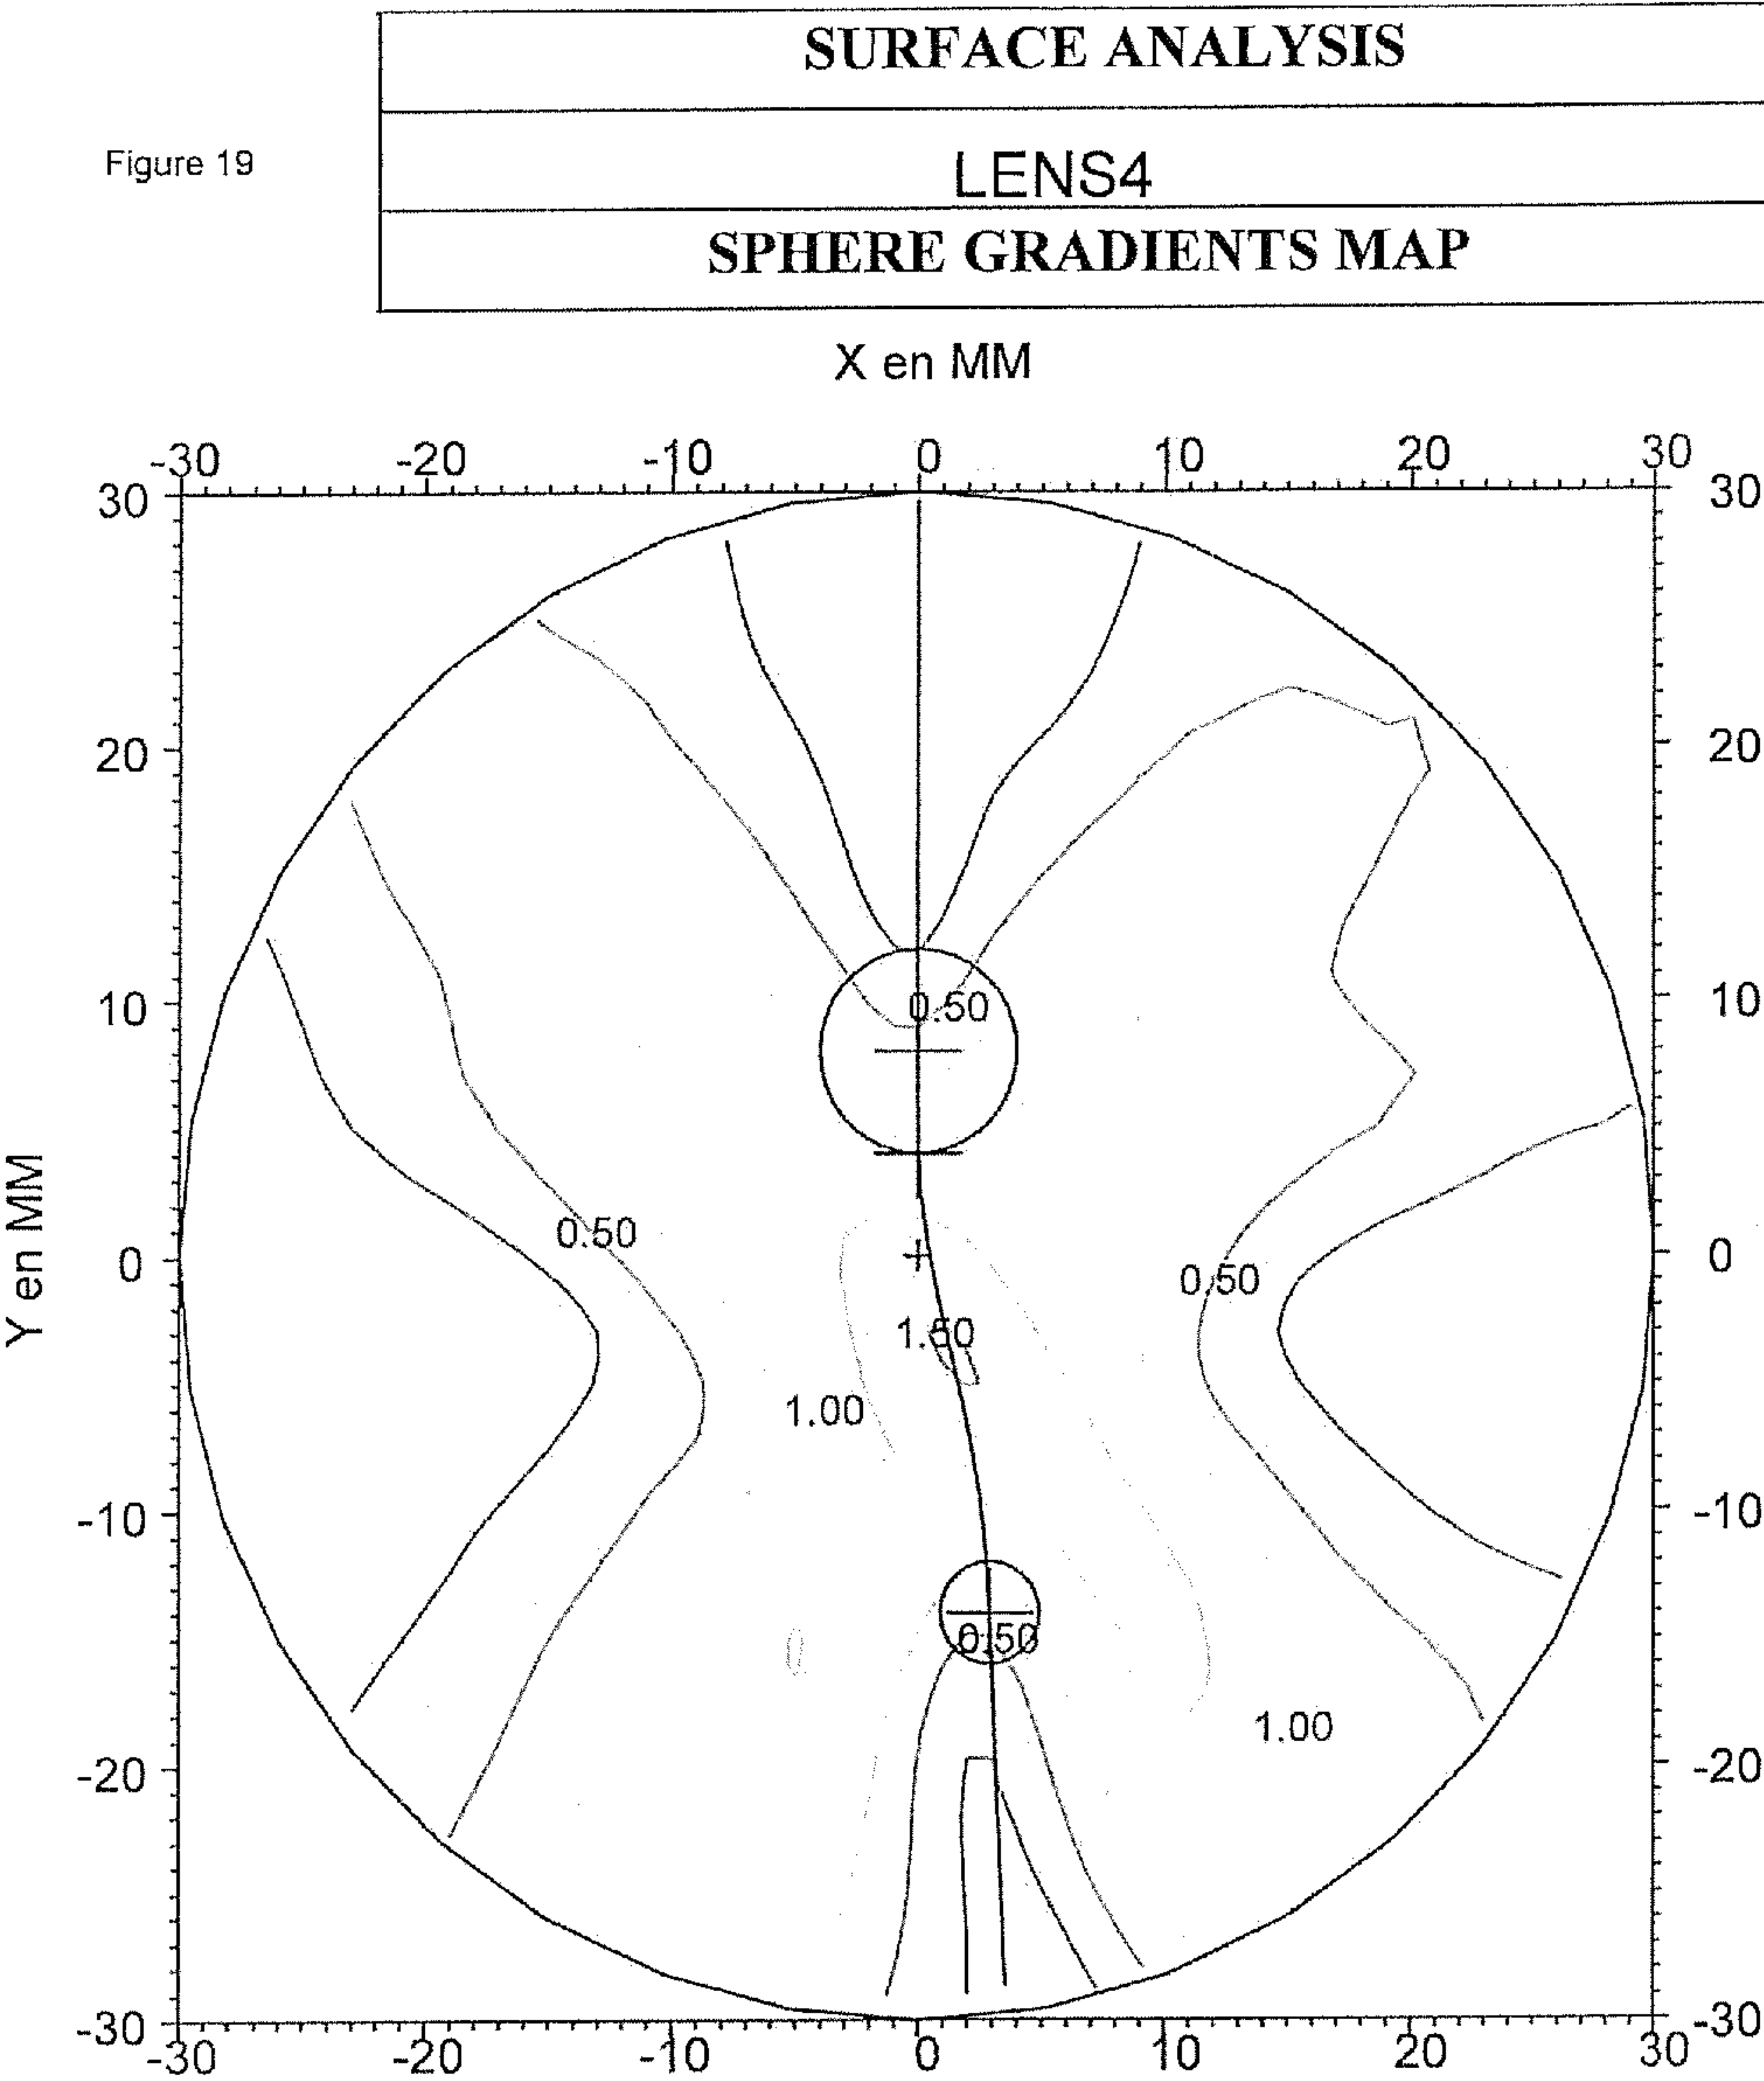 SURFACE ANALYSIS
Figure 19
LENS4
SPHERE GRADIENTS MAP
X en MM
-30 -20 -10 0 10 20 30
30 30
20 20
10 0.50 10
Y en MM
0.50
0 0
0.50
1.50
1.00
-10 -10
0.50
1.00
-20 -20
-30 -30
-30 -20 -10 0 10 20 30